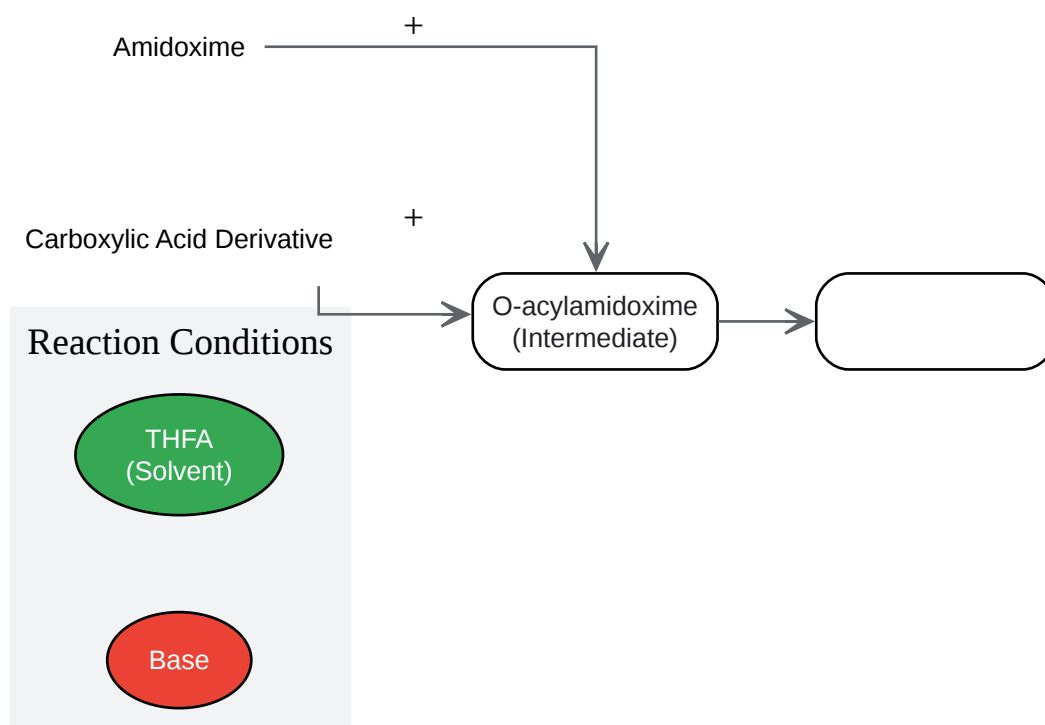 +
Amidoxime
+
Carboxylic Acid Derivative
O-acylamidoxime
(Intermediate)
Reaction Conditions
THFA
(Solvent)
Base